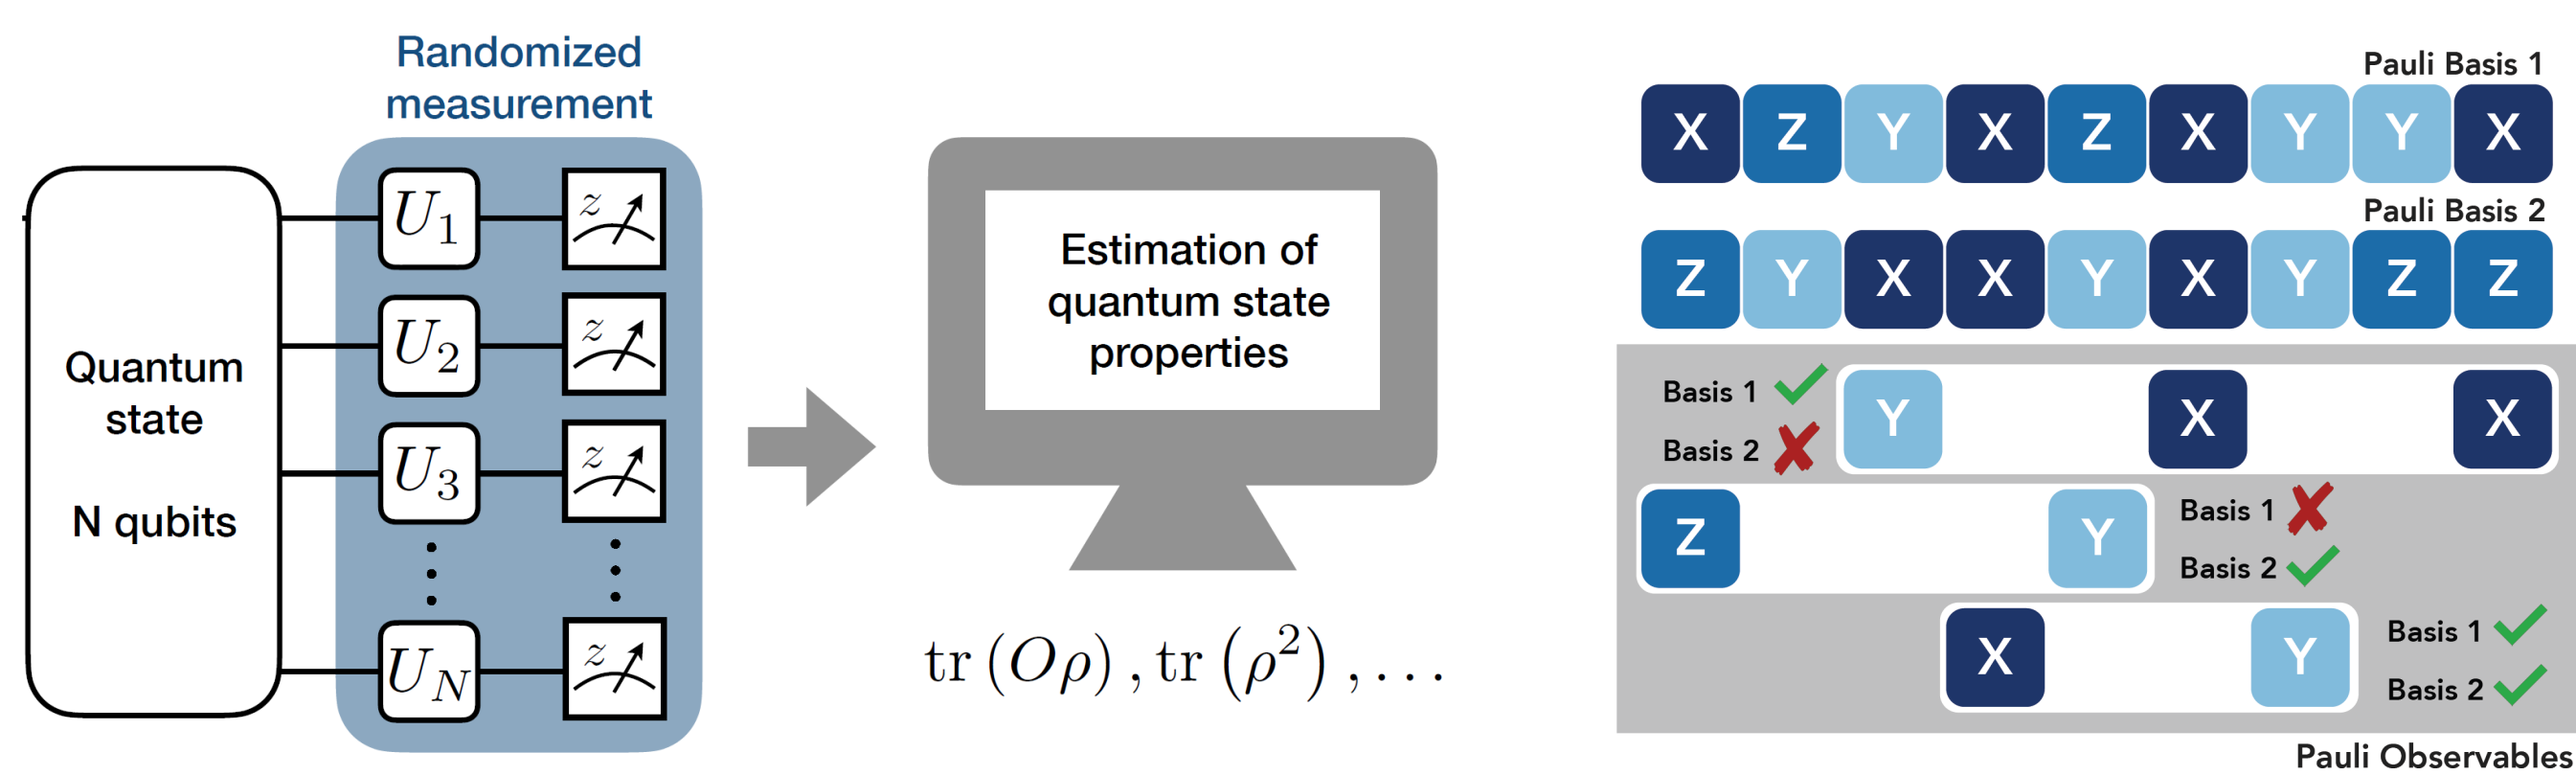 Randomized
measurement
Quantum
state
N qubits
U₁ z
U₂ z
U₃ z
U_N z
Estimation of
quantum state
properties
tr (Oρ) , tr (ρ²) , . . .
Pauli Basis 1
X Z Y X Z X Y Y X
Pauli Basis 2
Z Y X X Y X Y Z Z
Basis 1 ✓
Basis 2 ✗
Y X X
Z Y
Basis 1 ✗
Basis 2 ✓
X Y
Basis 1 ✓
Basis 2 ✓
Pauli Observables